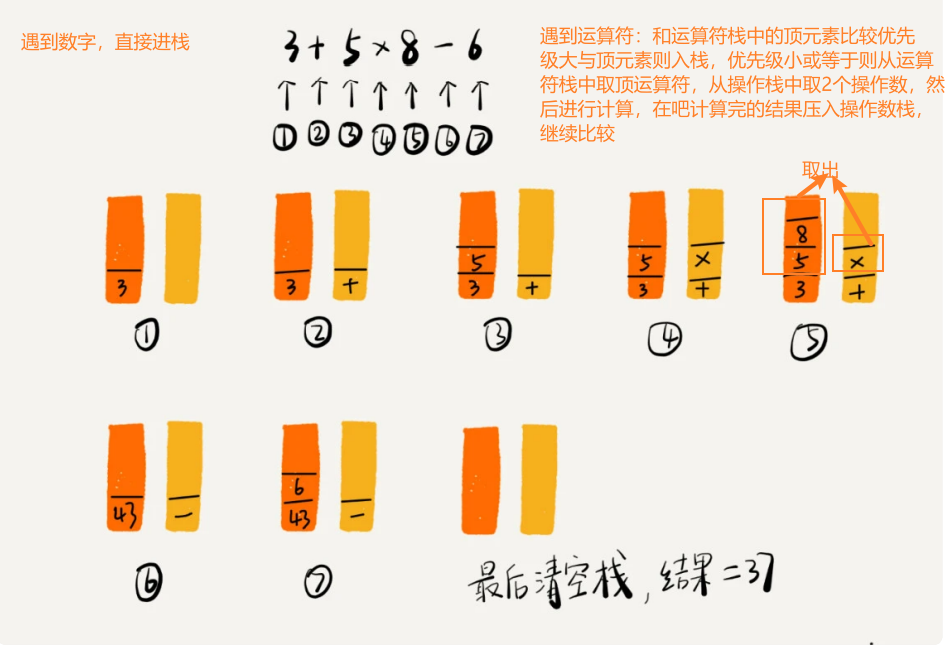 遇到数字，直接进栈
3+5×8-6
↑ ↑ ↑ ↑ ↑ ↑ ↑
① ② ③ ④ ⑤ ⑥ ⑦
遇到运算符：和运算符栈中的顶元素比较优先
级大与顶元素则入栈，优先级小或等于则从运算
符栈中取顶运算符，从操作栈中取2个操作数，然
后进行计算，在吧计算完的结果压入操作数栈，
继续比较
取出
3
①
3 +
②
5
3 +
③
5 ×
3 +
④
8
5 ×
3 +
⑤
43 -
⑥
6
43 -
⑦
最后清空栈，结果=37